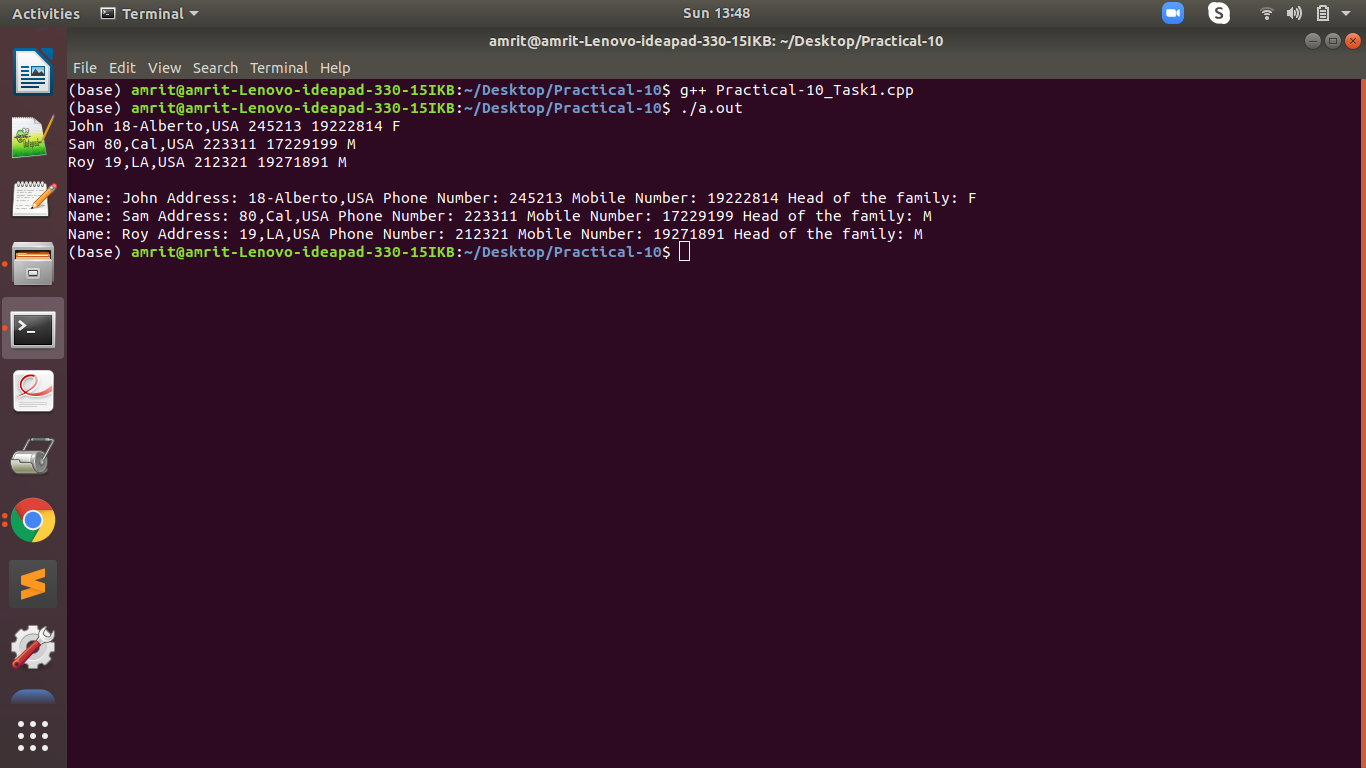 Activities Terminal Sun 13:48
amrit@amrit-Lenovo-ideapad-330-15IKB: ~/Desktop/Practical-10
File Edit View Search Terminal Help
(base) amrit@amrit-Lenovo-ideapad-330-15IKB:~/Desktop/Practical-10$ g++ Practical-10_Task1.cpp
(base) amrit@amrit-Lenovo-ideapad-330-15IKB:~/Desktop/Practical-10$ ./a.out
John 18-Alberto,USA 245213 19222814 F
Sam 80,Cal,USA 223311 17229199 M
Roy 19,LA,USA 212321 19271891 M
Name: John Address: 18-Alberto,USA Phone Number: 245213 Mobile Number: 19222814 Head of the family: F
Name: Sam Address: 80,Cal,USA Phone Number: 223311 Mobile Number: 17229199 Head of the family: M
Name: Roy Address: 19,LA,USA Phone Number: 212321 Mobile Number: 19271891 Head of the family: M
(base) amrit@amrit-Lenovo-ideapad-330-15IKB:~/Desktop/Practical-10$